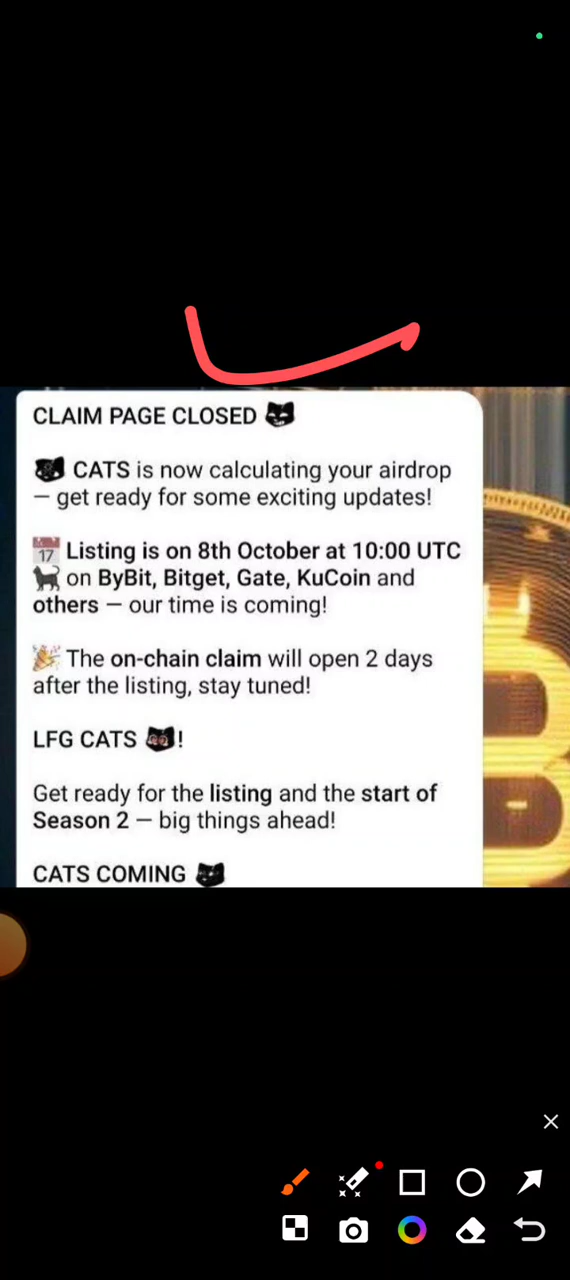 CLAIM PAGE CLOSED
CATS is now calculating your airdrop
— get ready for some exciting updates!
17 Listing is on 8th October at 10:00 UTC
on ByBit, Bitget, Gate, KuCoin and
others — our time is coming!
The on-chain claim will open 2 days
after the listing, stay tuned!
LFG CATS !
Get ready for the listing and the start of
Season 2 — big things ahead!
CATS COMING